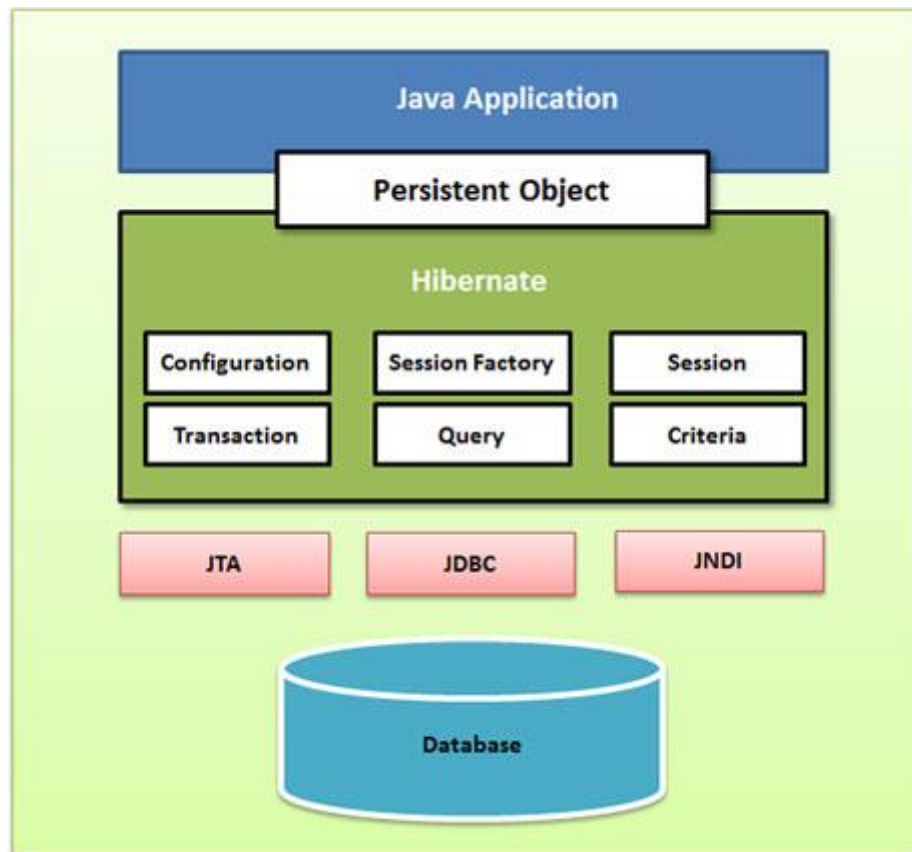 Java Application
Persistent Object
Hibernate
Configuration
Session Factory
Session
Transaction
Query
Criteria
JTA
JDBC
JNDI
Database